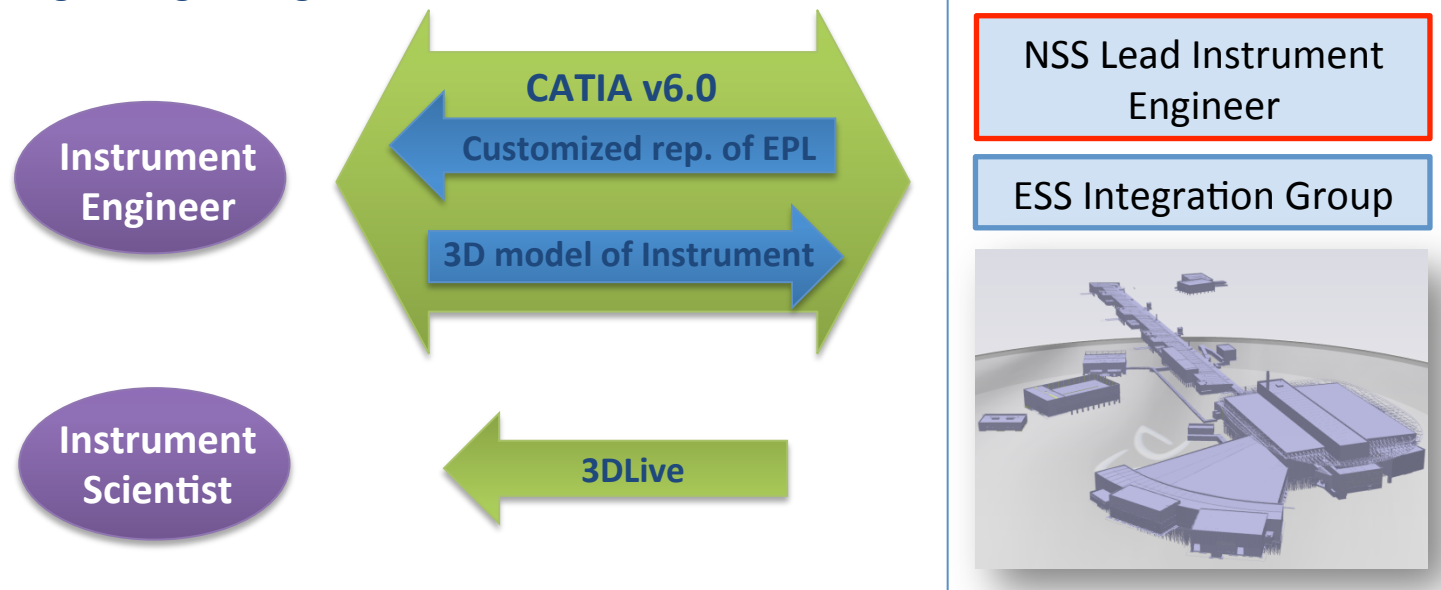 CATIA v6.0
Customized rep. of EPL
3D model of Instrument
Instrument
Engineer
Instrument
Scientist
3DLive
NSS Lead Instrument
Engineer
ESS Integration Group